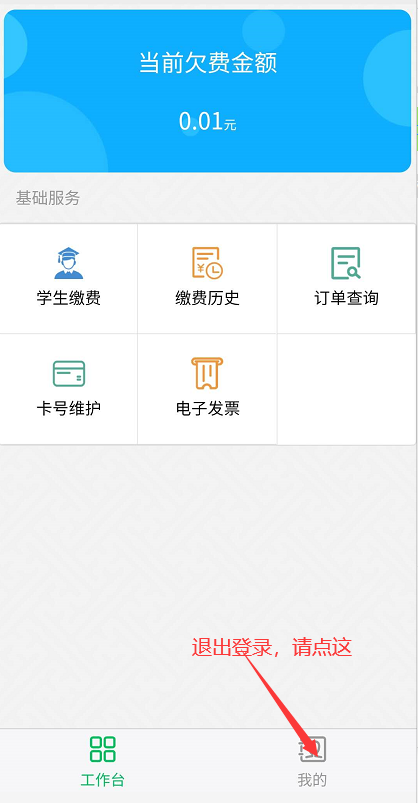 当前欠费金额
0.01元
基础服务
学生缴费
缴费历史
订单查询
卡号维护
电子发票
退出登录，请点这
工作台
我的